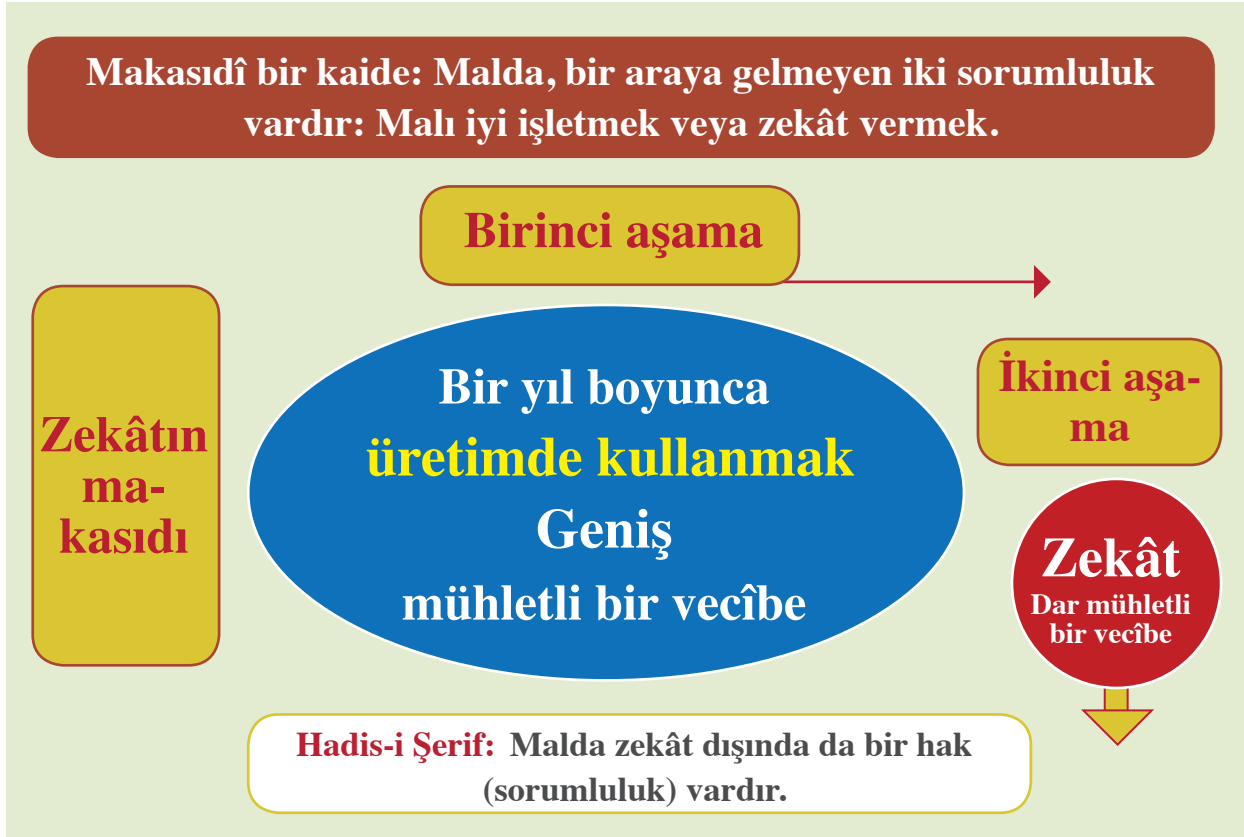 Makasıdî bir kaide: Malda, bir araya gelmeyen iki sorumluluk
vardır: Malı iyi işletmek veya zekât vermek.
Birinci aşama
Zekâtın
ma-
kasıdı
Bir yıl boyunca
üretimde kullanmak
Geniş
mühletli bir vecîbe
İkinci aşa-
ma
Zekât
Dar mühletli
bir vecîbe
Hadis-i Şerif: Malda zekât dışında da bir hak
(sorumluluk) vardır.